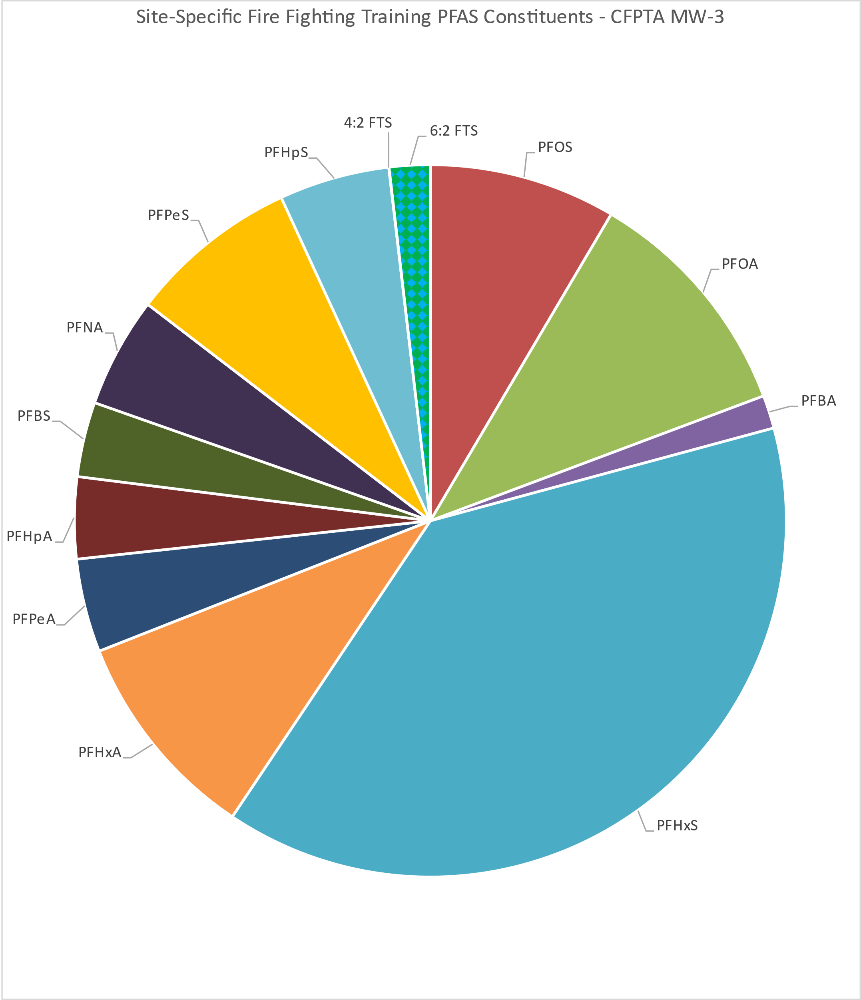 Site-Specific Fire Fighting Training PFAS Constituents - CFPTA MW-3
4:2 FTS
6:2 FTS
PFOS
PFHpS
PFPeS
PFOA
PFNA
PFBA
PFBS
PFHpA
PFPeA
PFHxA
PFHxS